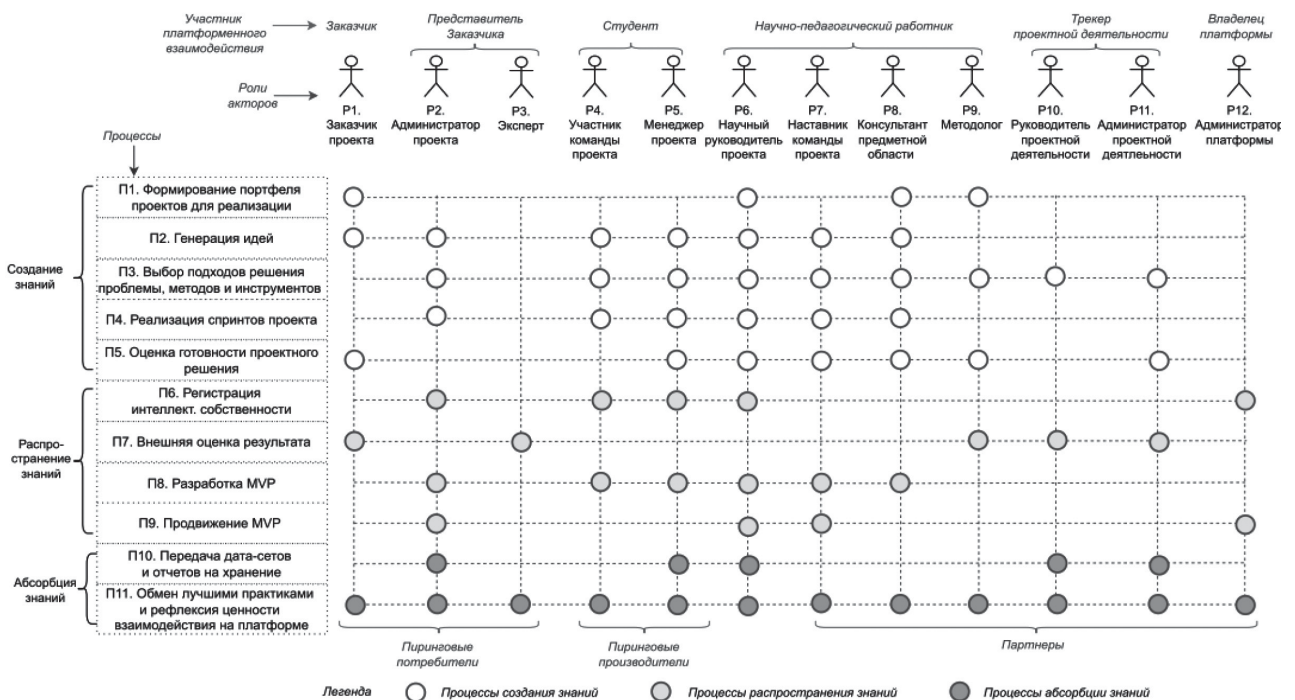 Участник
платформенного
взаимодействия
Заказчик
Представитель
Заказчика
Студент
Научно-педагогический работник
Трекер
проектной деятельности
Владелец
платформы
Роли
акторов
Р1.
Заказчик
проекта
Р2.
Администратор
проекта
Р3.
Эксперт
Р4.
Участник
команды
проекта
Р5.
Менеджер
проекта
Р6.
Научный
руководитель
проекта
Р7.
Наставник
команды
проекта
Р8.
Консультант
предметной
области
Р9.
Методолог
Р10.
Руководитель
проектной
деятельности
Р11.
Администратор
проектной
деятлеьности
Р12.
Администратор
платформы
Процессы
Создание
знаний
П1. Формирование портфеля
проектов для реализации
П2. Генерация идей
П3. Выбор подходов решения
проблемы, методов и инструментов
П4. Реализация спринтов проекта
П5. Оценка готовности проектного
решения
Распро-
странение
знаний
П6. Регистрация
интеллект. собственности
П7. Внешняя оценка результата
П8. Разработка MVP
П9. Продвижение MVP
Абсорбция
знаний
П10. Передача дата-сетов
и отчетов на хранение
П11. Обмен лучшими практиками
и рефлексия ценности
взаимодействия на платформе
Пиринговые
потребители
Пиринговые
производители
Партнеры
Легенда
Процессы создания знаний
Процессы распространения знаний
Процессы абсорбции знаний